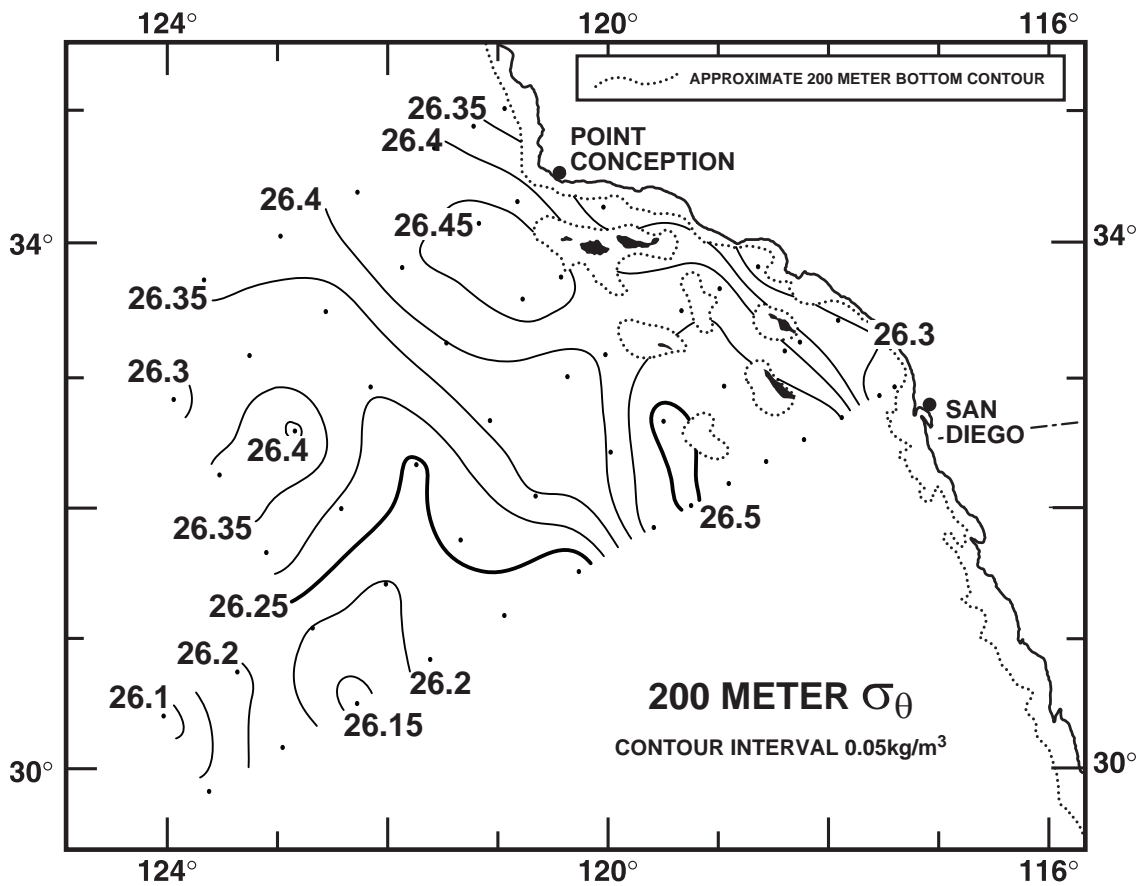 124° 120° 116°
APPROXIMATE 200 METER BOTTOM CONTOUR
26.35
26.4
POINT
CONCEPTION
26.4
26.45
34° 34°
26.35
26.3
26.3
SAN
DIEGO
26.4
26.35
26.5
26.25
26.2
26.2
26.1
26.15
200 METER σθ
CONTOUR INTERVAL 0.05kg/m³
30° 30°
124° 120° 116°